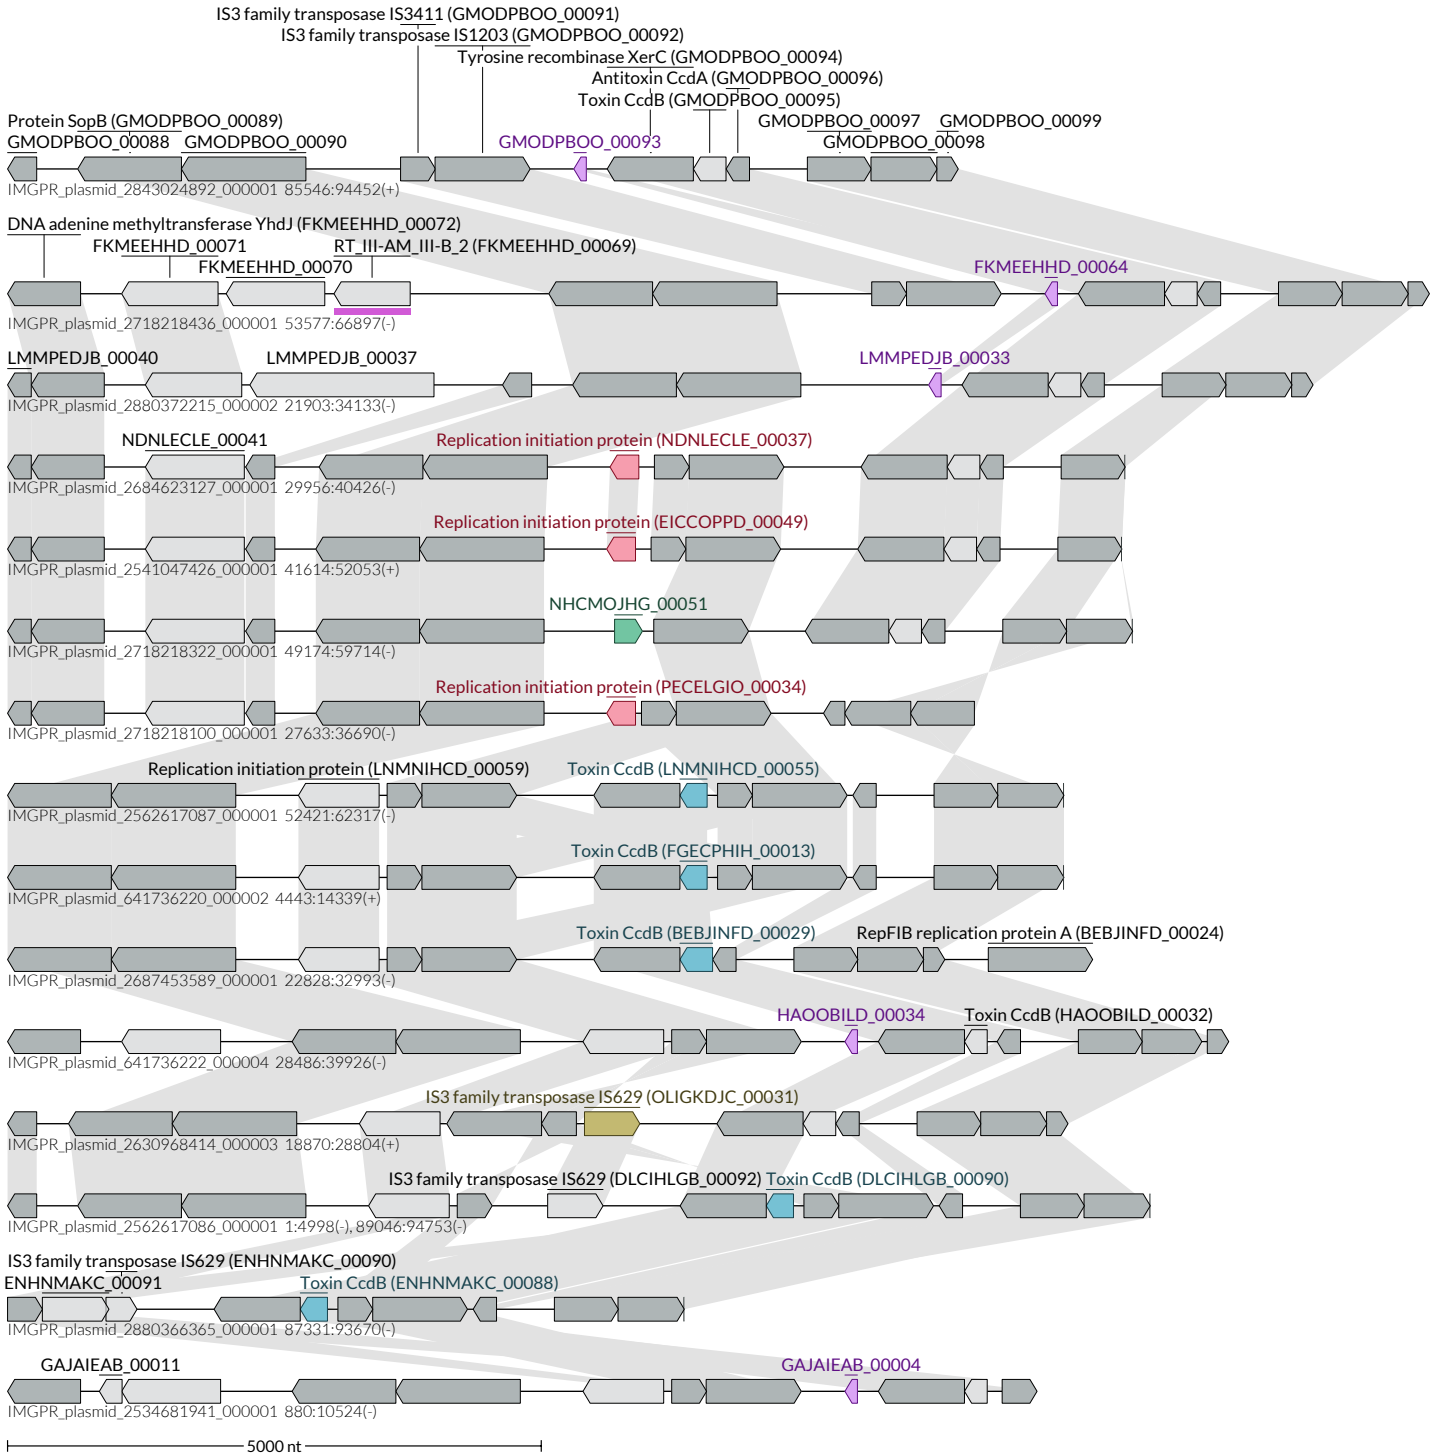 IS3 family transposase IS3411 (GMODPBOO_00091)
IS3 family transposase IS1203 (GMODPBOO_00092)
Tyrosine recombinase XerC (GMODPBOO_00094)
Antitoxin CcdA (GMODPBOO_00096)
Toxin CcdB (GMODPBOO_00095)
Protein SopB (GMODPBOO_00089) GMODPBOO_00097 GMODPBOO_00099
GMODPBOO_00088 GMODPBOO_00090 GMODPBOO_00093 GMODPBOO_00098
IMGPR_plasmid_2843024892_000001 85546:94452(+)
DNA adenine methyltransferase YhdJ (FKMEEHHD_00072)
FKMEEHHD_00071 RT_III-AM_III-B_2 (FKMEEHHD_00069)
FKMEEHHD_00070 FKMEEHHD_00064
IMGPR_plasmid_2718218436_000001 53577:66897(-)
LMMPEDJB_00040 LMMPEDJB_00037 LMMPEDJB_00033
IMGPR_plasmid_2880372215_000002 21903:34133(-)
NDNLECLE_00041 Replication initiation protein (NDNLECLE_00037)
IMGPR_plasmid_2684623127_000001 29956:40426(-)
Replication initiation protein (EICCOPPD_00049)
IMGPR_plasmid_2541047426_000001 41614:52053(+)
NHCMOJHG_00051
IMGPR_plasmid_2718218322_000001 49174:59714(-)
Replication initiation protein (PECELGIO_00034)
IMGPR_plasmid_2718218100_000001 27633:36690(-)
Replication initiation protein (LNMNIHCD_00059) Toxin CcdB (LNMNIHCD_00055)
IMGPR_plasmid_2562617087_000001 52421:62317(-)
Toxin CcdB (FGECPHIH_00013)
IMGPR_plasmid_641736220_000002 4443:14339(+)
Toxin CcdB (BEBJINFD_00029) RepFIB replication protein A (BEBJINFD_00024)
IMGPR_plasmid_2687453589_000001 22828:32993(-)
HAOOBILD_00034 Toxin CcdB (HAOOBILD_00032)
IMGPR_plasmid_641736222_000004 28486:39926(-)
IS3 family transposase IS629 (OLIGKDJC_00031)
IMGPR_plasmid_2630968414_000003 18870:28804(+)
IS3 family transposase IS629 (DLCIHLGB_00092) Toxin CcdB (DLCIHLGB_00090)
IMGPR_plasmid_2562617086_000001 1:4998(-), 89046:94753(-)
IS3 family transposase IS629 (ENHNMAKC_00090)
ENHNMAKC_00091 Toxin CcdB (ENHNMAKC_00088)
IMGPR_plasmid_2880366365_000001 87331:93670(-)
GAJAIEAB_00011 GAJAIEAB_00004
IMGPR_plasmid_2534681941_000001 880:10524(-)
5000 nt